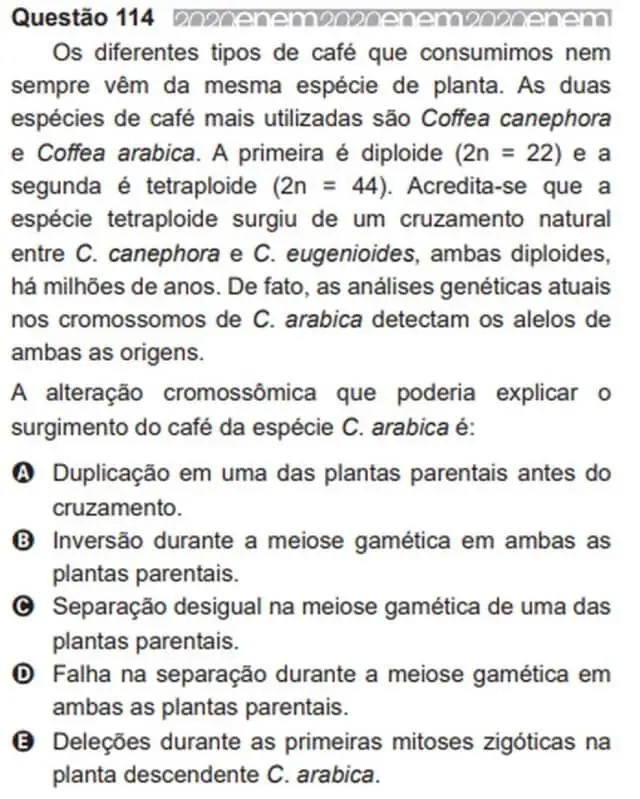 Questão 114 2020enem2020enem2020enem
Os diferentes tipos de café que consumimos nem
sempre vêm da mesma espécie de planta. As duas
espécies de café mais utilizadas são Coffea canephora
e Coffea arabica. A primeira é diploide (2n = 22) e a
segunda é tetraploide (2n = 44). Acredita-se que a
espécie tetraploide surgiu de um cruzamento natural
entre C. canephora e C. eugenioides, ambas diploides,
há milhões de anos. De fato, as análises genéticas atuais
nos cromossomos de C. arabica detectam os alelos de
ambas as origens.
A alteração cromossômica que poderia explicar o
surgimento do café da espécie C. arabica é:
A Duplicação em uma das plantas parentais antes do
cruzamento.
B Inversão durante a meiose gamética em ambas as
plantas parentais.
C Separação desigual na meiose gamética de uma das
plantas parentais.
D Falha na separação durante a meiose gamética em
ambas as plantas parentais.
E Deleções durante as primeiras mitoses zigóticas na
planta descendente C. arabica.